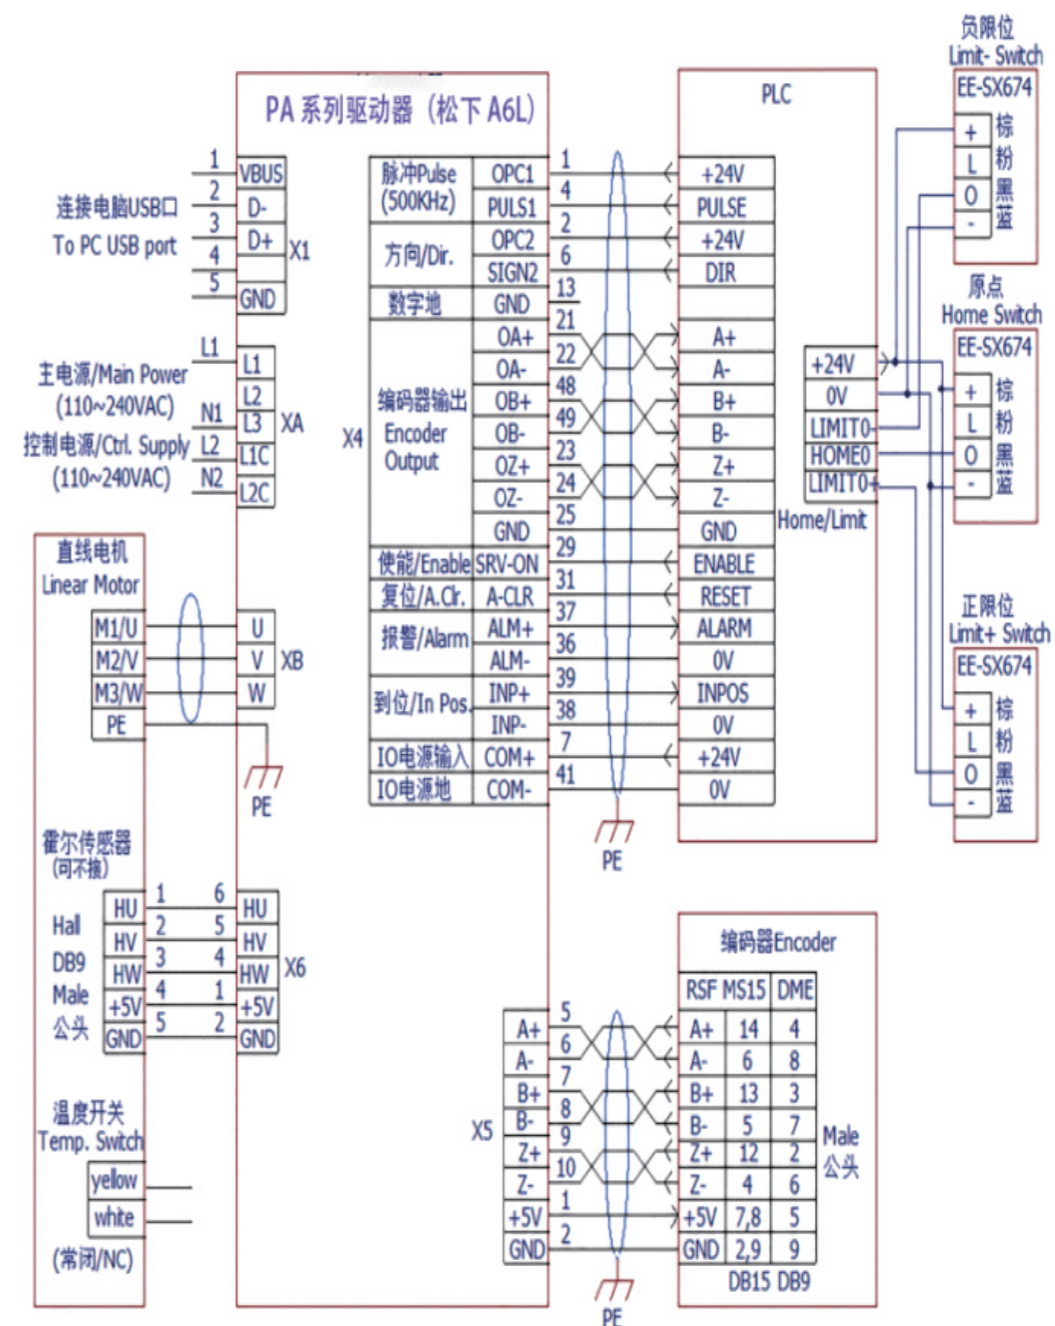 负限位
Limit- Switch
EE-SX674
+ 棕
L 粉
O 黑
- 蓝
原点
Home Switch
EE-SX674
+ 棕
L 粉
O 黑
- 蓝
正限位
Limit+ Switch
EE-SX674
+ 棕
L 粉
O 黑
- 蓝
PA 系列驱动器（松下 A6L）
连接电脑USB口
To PC USB port
1 VBUS
2 D-
3 D+
4
5 GND
X1
主电源/Main Power
(110~240VAC)
控制电源/Ctrl. Supply
(110~240VAC)
L1 L1
L2
N1 L3
L2 L1C
N2 L2C
XA
直线电机
Linear Motor
M1/U U
M2/V V
M3/W W
PE
XB
PE
霍尔传感器
(可不接)
Hall
DB9
Male
公头
HU 1 6 HU
HV 2 5 HV
HW 3 4 HW
+5V 4 1 +5V
GND 5 2 GND
X6
温度开关
Temp. Switch
yellow
white
(常闭/NC)
PLC
X4
脉冲Pulse
(500KHz)
OPC1 1 +24V
PULS1 4 PULSE
方向/Dir.
OPC2 2 +24V
SIGN2 6 DIR
数字地 GND 13
编码器输出
Encoder
Output
OA+ 21 A+
OA- 22 A-
OB+ 48 B+
OB- 49 B-
OZ+ 23 Z+
OZ- 24 Z-
GND 25 GND
使能/Enable SRV-ON 29 ENABLE
复位/A.Clr. A-CLR 31 RESET
报警/Alarm
ALM+ 37 ALARM
ALM- 36 0V
到位/In Pos.
INP+ 39 INPOS
INP- 38 0V
IO电源输入 COM+ 7 +24V
IO电源地 COM- 41 0V
PE
+24V
0V
LIMIT0-
HOME0
LIMIT0+
Home/Limit
编码器Encoder
RSF MS15 DME
X5
A+ 5 A+ 14 4
A- 6 A- 6 8
B+ 7 B+ 13 3
B- 8 B- 5 7
Z+ 9 Z+ 12 2
Z- 10 Z- 4 6
+5V 1 +5V 7,8 5
GND 2 GND 2,9 9
DB15 DB9
Male
公头
PE